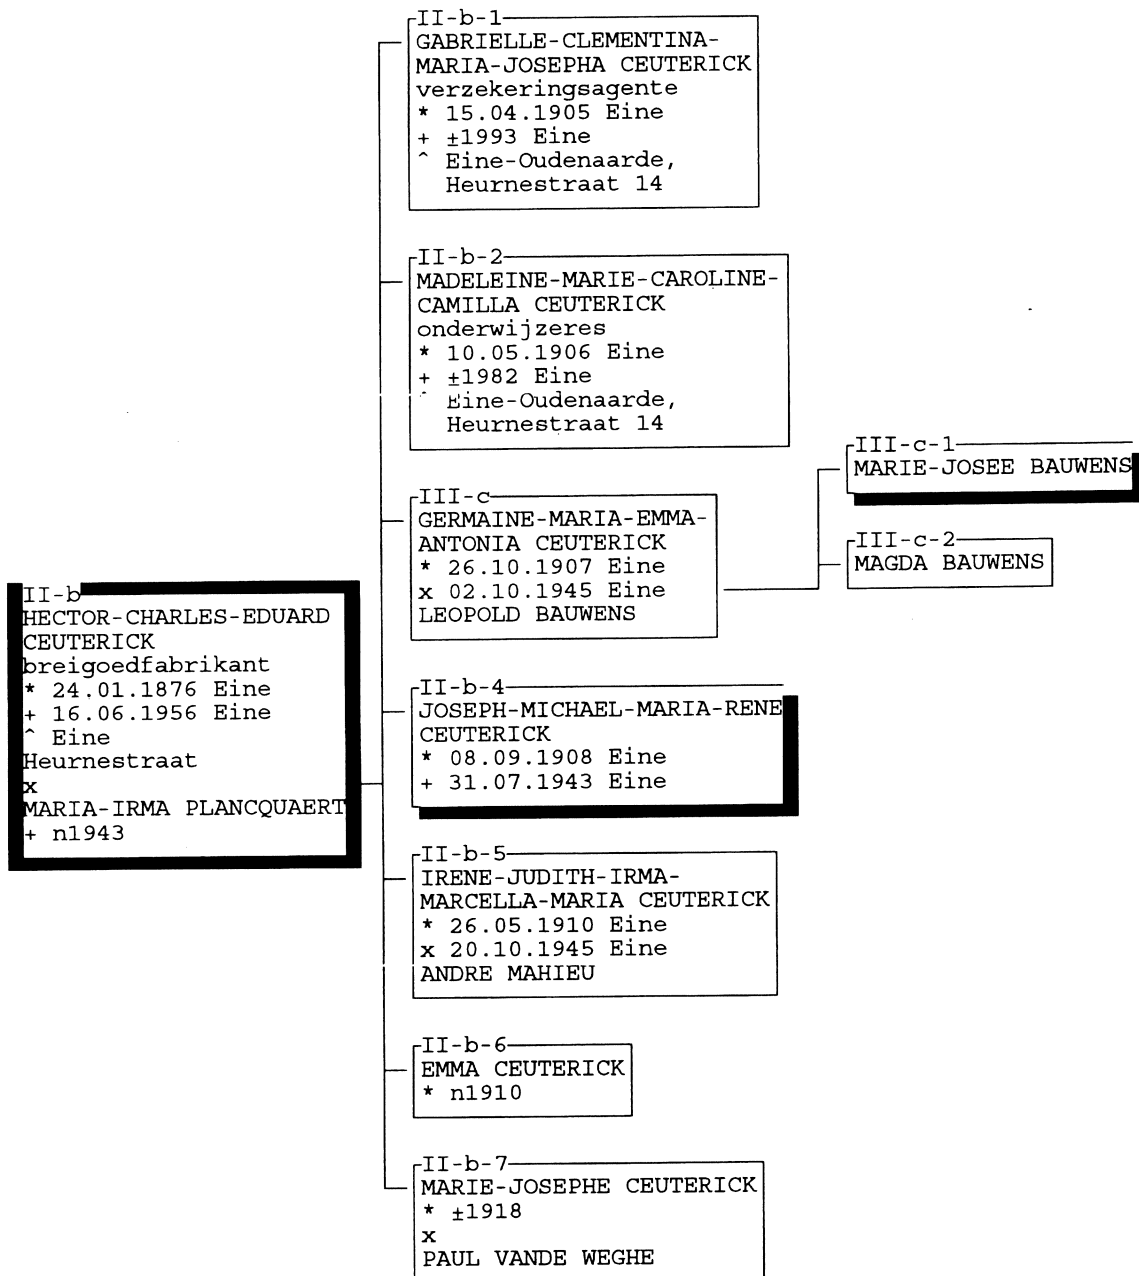 II-b
HECTOR-CHARLES-EDUARD
CEUTERICK
breigoedfabrikant
* 24.01.1876 Eine
+ 16.06.1956 Eine
^ Eine
Heurnestraat
x
MARIA-IRMA PLANCQUAERT
+ n1943
II-b-1
GABRIELLE-CLEMENTINA-
MARIA-JOSEPHA CEUTERICK
verzekeringsagente
* 15.04.1905 Eine
+ ±1993 Eine
^ Eine-Oudenaarde,
Heurnestraat 14
II-b-2
MADELEINE-MARIE-CAROLINE-
CAMILLA CEUTERICK
onderwijzeres
* 10.05.1906 Eine
+ ±1982 Eine
^ Eine-Oudenaarde,
Heurnestraat 14
III-c
GERMAINE-MARIA-EMMA-
ANTONIA CEUTERICK
* 26.10.1907 Eine
x 02.10.1945 Eine
LEOPOLD BAUWENS
III-c-1
MARIE-JOSEE BAUWENS
III-c-2
MAGDA BAUWENS
II-b-4
JOSEPH-MICHAEL-MARIA-RENE
CEUTERICK
* 08.09.1908 Eine
+ 31.07.1943 Eine
II-b-5
IRENE-JUDITH-IRMA-
MARCELLA-MARIA CEUTERICK
* 26.05.1910 Eine
x 20.10.1945 Eine
ANDRE MAHIEU
II-b-6
EMMA CEUTERICK
* n1910
II-b-7
MARIE-JOSEPHE CEUTERICK
* ±1918
x
PAUL VANDE WEGHE